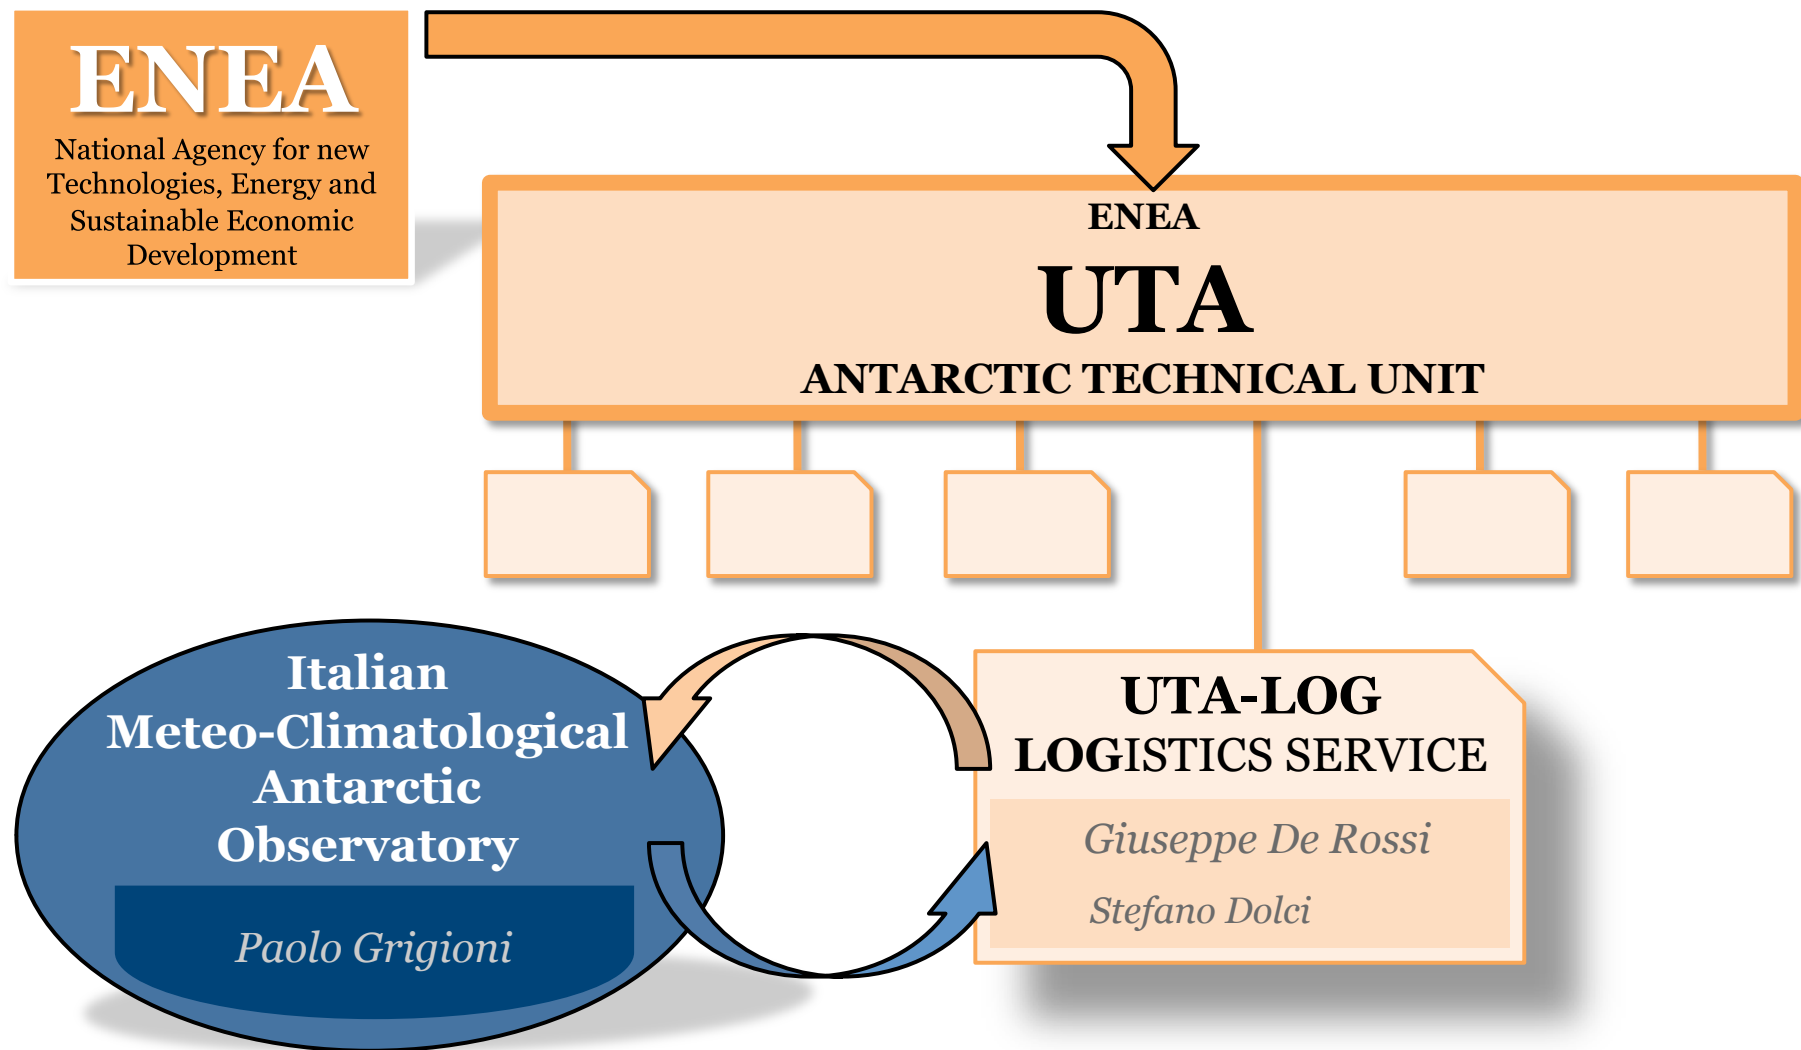 ENEA
National Agency for new
Technologies, Energy and
Sustainable Economic
Development
ENEA
UTA
ANTARCTIC TECHNICAL UNIT
Italian
Meteo-Climatological
Antarctic
Observatory
Paolo Grigioni
UTA-LOG
LOGISTICS SERVICE
Giuseppe De Rossi
Stefano Dolci